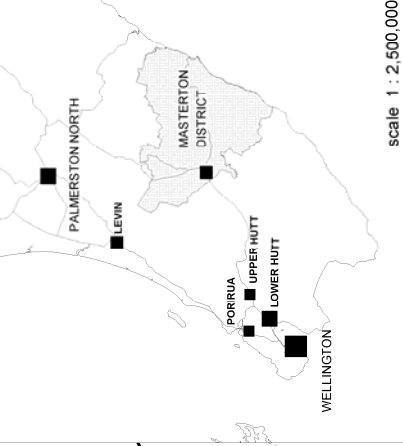 PALMERSTON NORTH
MASTERTON
DISTRICT
scale 1 : 2,500,000
LEVIN
UPPER HUTT
LOWER HUTT
PORIRUA
WELLINGTON